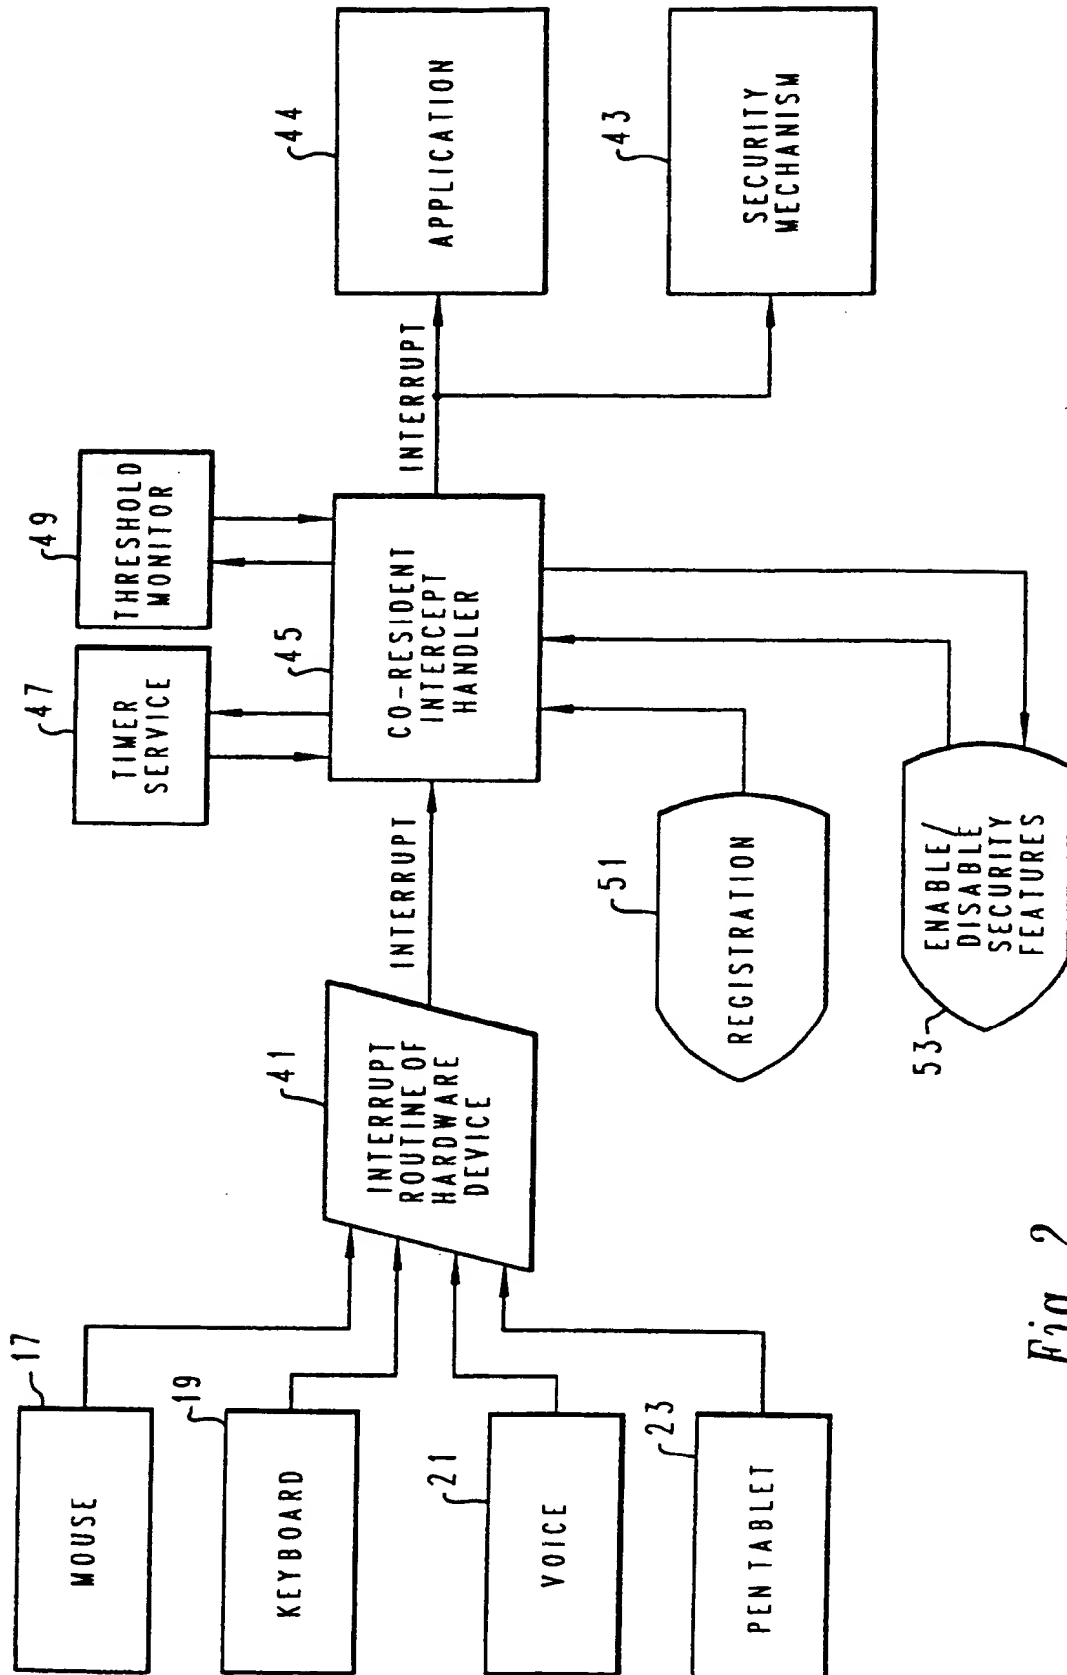 MOUSE
17
KEYBOARD
19
VOICE
21
PEN TABLET
23
INTERRUPT
ROUTINE OF
HARDWARE
DEVICE
41
INTERRUPT
TIMER
SERVICE
47
THRESHOLD
MONITOR
49
CO-RESIDENT
INTERCEPT
HANDLER
45
REGISTRATION
51
ENABLE/
DISABLE
SECURITY
FEATURES
53
INTERRUPT
APPLICATION
44
SECURITY
MECHANISM
43
Fig. 2